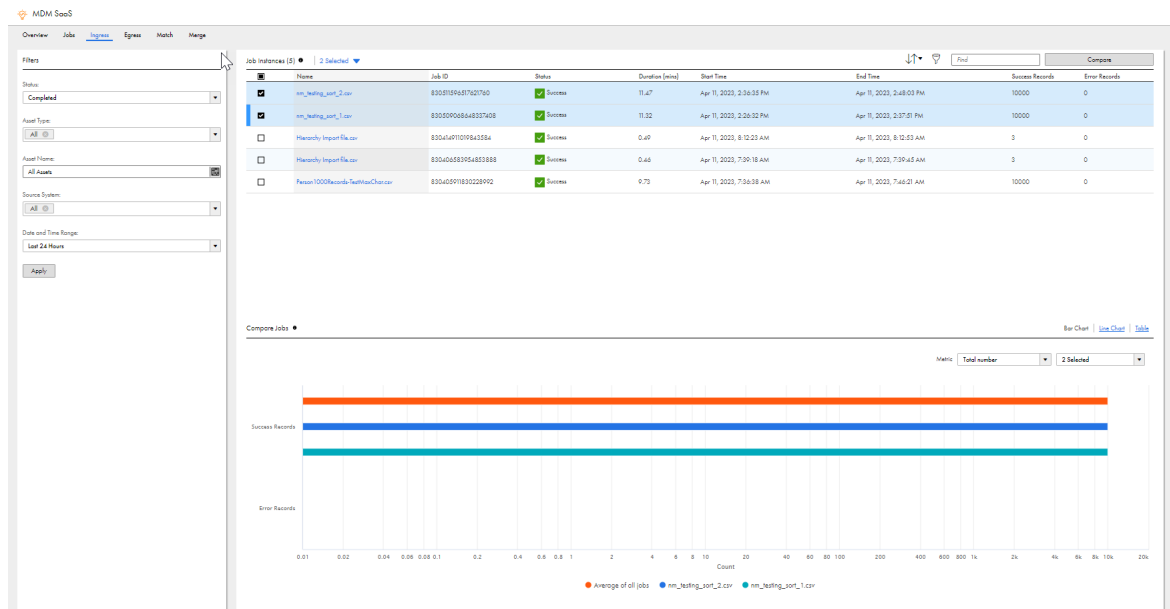 MDM SaaS
Overview Jobs Ingress Egress Match Merge
Filters
Status:
Completed
Asset Type:
All
Asset Name:
All Assets
Source System:
All
Date and Time Range:
Last 24 Hours
Apply
Job Instances (5) 2 Selected Find Compare
Name Job ID Status Duration (mins) Start Time End Time Success Records Error Records
nm_testing_sort_2.csv 830511596517621760 Success 11.47 Apr 11, 2023, 2:36:35 PM Apr 11, 2023, 2:48:03 PM 10000 0
nm_testing_sort_1.csv 830509068648337408 Success 11.32 Apr 11, 2023, 2:26:32 PM Apr 11, 2023, 2:37:51 PM 10000 0
Hierarchy Import file.csv 830414911019843584 Success 0.49 Apr 11, 2023, 8:12:23 AM Apr 11, 2023, 8:12:53 AM 3 0
Hierarchy Import file.csv 830406583954853888 Success 0.46 Apr 11, 2023, 7:39:18 AM Apr 11, 2023, 7:39:45 AM 3 0
Person1000Records-TestMaxChar.csv 830405911830228992 Success 9.73 Apr 11, 2023, 7:36:38 AM Apr 11, 2023, 7:46:21 AM 10000 0
Compare Jobs Bar Chart Line Chart Table
Metric Total number 2 Selected
Success Records
Error Records
0.01 0.02 0.04 0.06 0.08 0.1 0.2 0.4 0.6 0.8 1 2 4 6 8 10 20 40 60 80 100 200 400 600 800 1k 2k 4k 6k 8k 10k 20k
Count
Average of all jobs nm_testing_sort_2.csv nm_testing_sort_1.csv